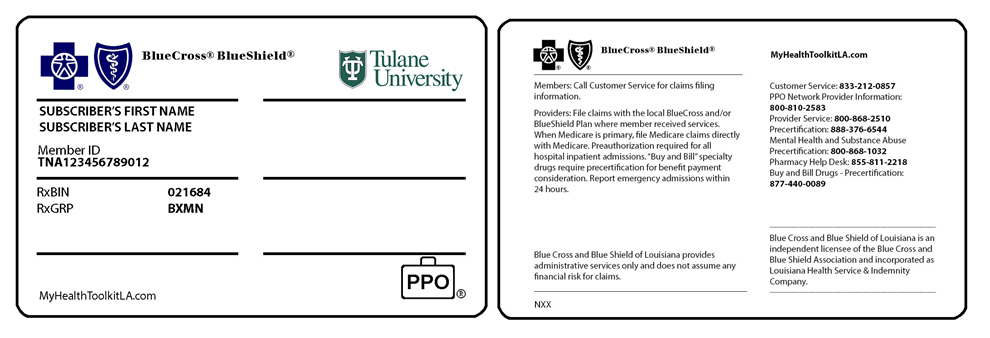 BlueCross® BlueShield®
Tulane
University
SUBSCRIBER'S FIRST NAME
SUBSCRIBER'S LAST NAME
Member ID
TNA123456789012
RxBIN 021684
RxGRP BXMN
PPO®
MyHealthToolkitLA.com
BlueCross® BlueShield®
Members: Call Customer Service for claims filing
information.
Providers: File claims with the local BlueCross and/or
BlueShield Plan where member received services.
When Medicare is primary, file Medicare claims directly
with Medicare. Preauthorization required for all
hospital inpatient admissions. "Buy and Bill" specialty
drugs require precertification for benefit payment
consideration. Report emergency admissions within
24 hours.
Blue Cross and Blue Shield of Louisiana provides
administrative services only and does not assume any
financial risk for claims.
NXX
MyHealthToolkitLA.com
Customer Service: 833-212-0857
PPO Network Provider Information:
800-810-2583
Provider Service: 800-868-2510
Precertification: 888-376-6544
Mental Health and Substance Abuse
Precertification: 800-868-1032
Pharmacy Help Desk: 855-811-2218
Buy and Bill Drugs - Precertification:
877-440-0089
Blue Cross and Blue Shield of Louisiana is an
independent licensee of the Blue Cross and
Blue Shield Association and incorporated as
Louisiana Health Service & Indemnity
Company.